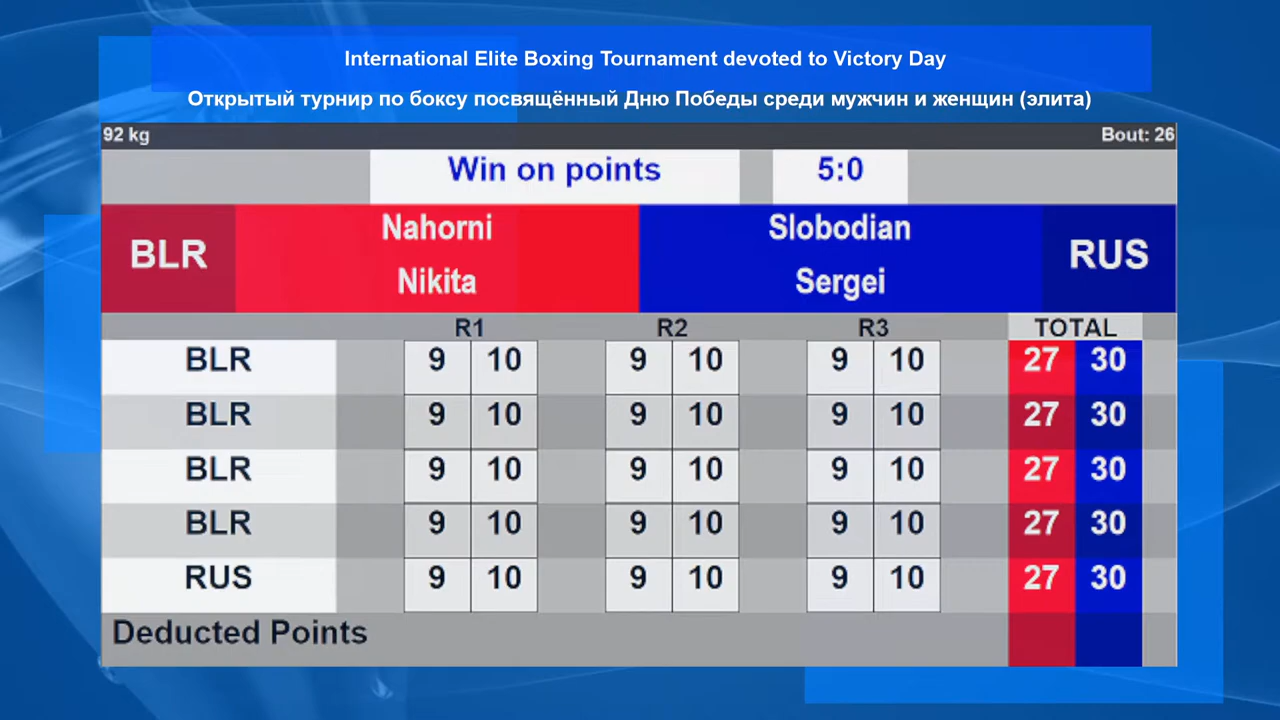 International Elite Boxing Tournament devoted to Victory Day
Открытый турнир по боксу посвящённый Дню Победы среди мужчин и женщин (элита)
92 kg Bout: 26
Win on points 5:0
BLR Nahorni Nikita Slobodian Sergei RUS
R1 R2 R3 TOTAL
BLR 9 10 9 10 9 10 27 30
BLR 9 10 9 10 9 10 27 30
BLR 9 10 9 10 9 10 27 30
BLR 9 10 9 10 9 10 27 30
RUS 9 10 9 10 9 10 27 30
Deducted Points